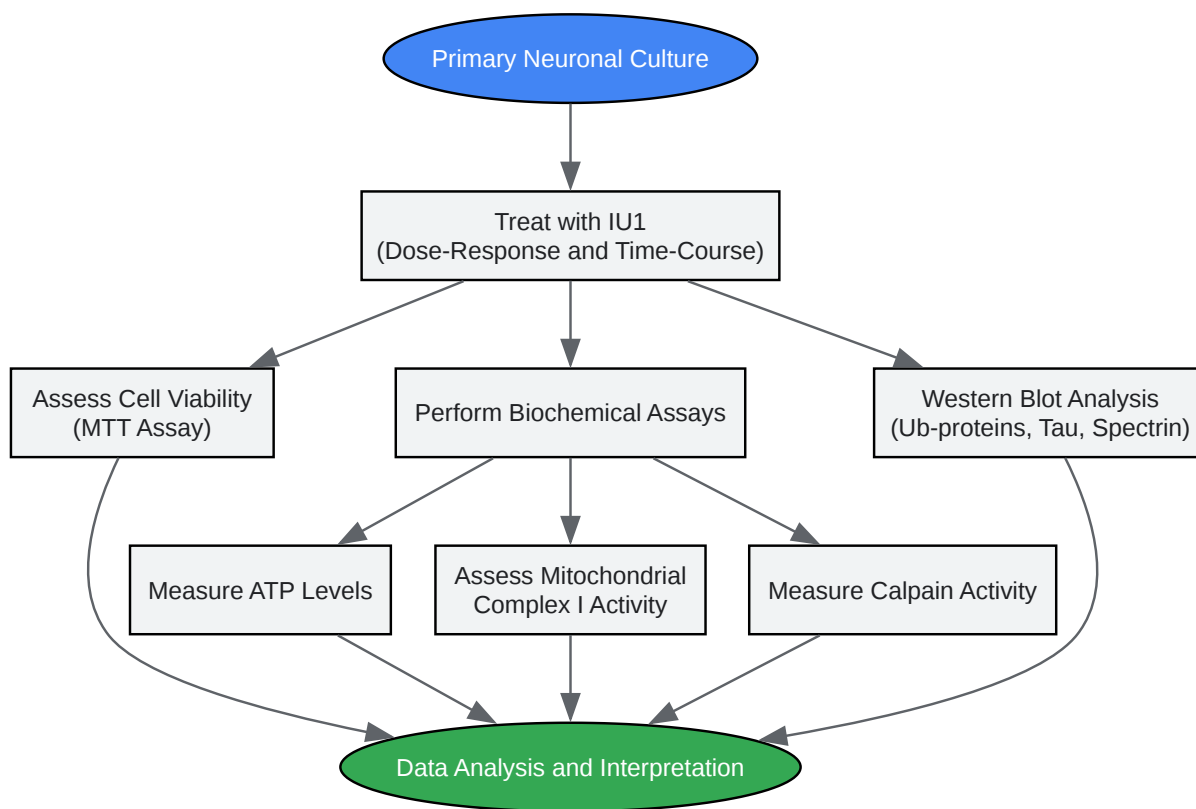 Primary Neuronal Culture
Treat with IU1
(Dose-Response and Time-Course)
Assess Cell Viability
(MTT Assay)
Perform Biochemical Assays
Western Blot Analysis
(Ub-proteins, Tau, Spectrin)
Measure ATP Levels
Assess Mitochondrial
Complex I Activity
Measure Calpain Activity
Data Analysis and Interpretation